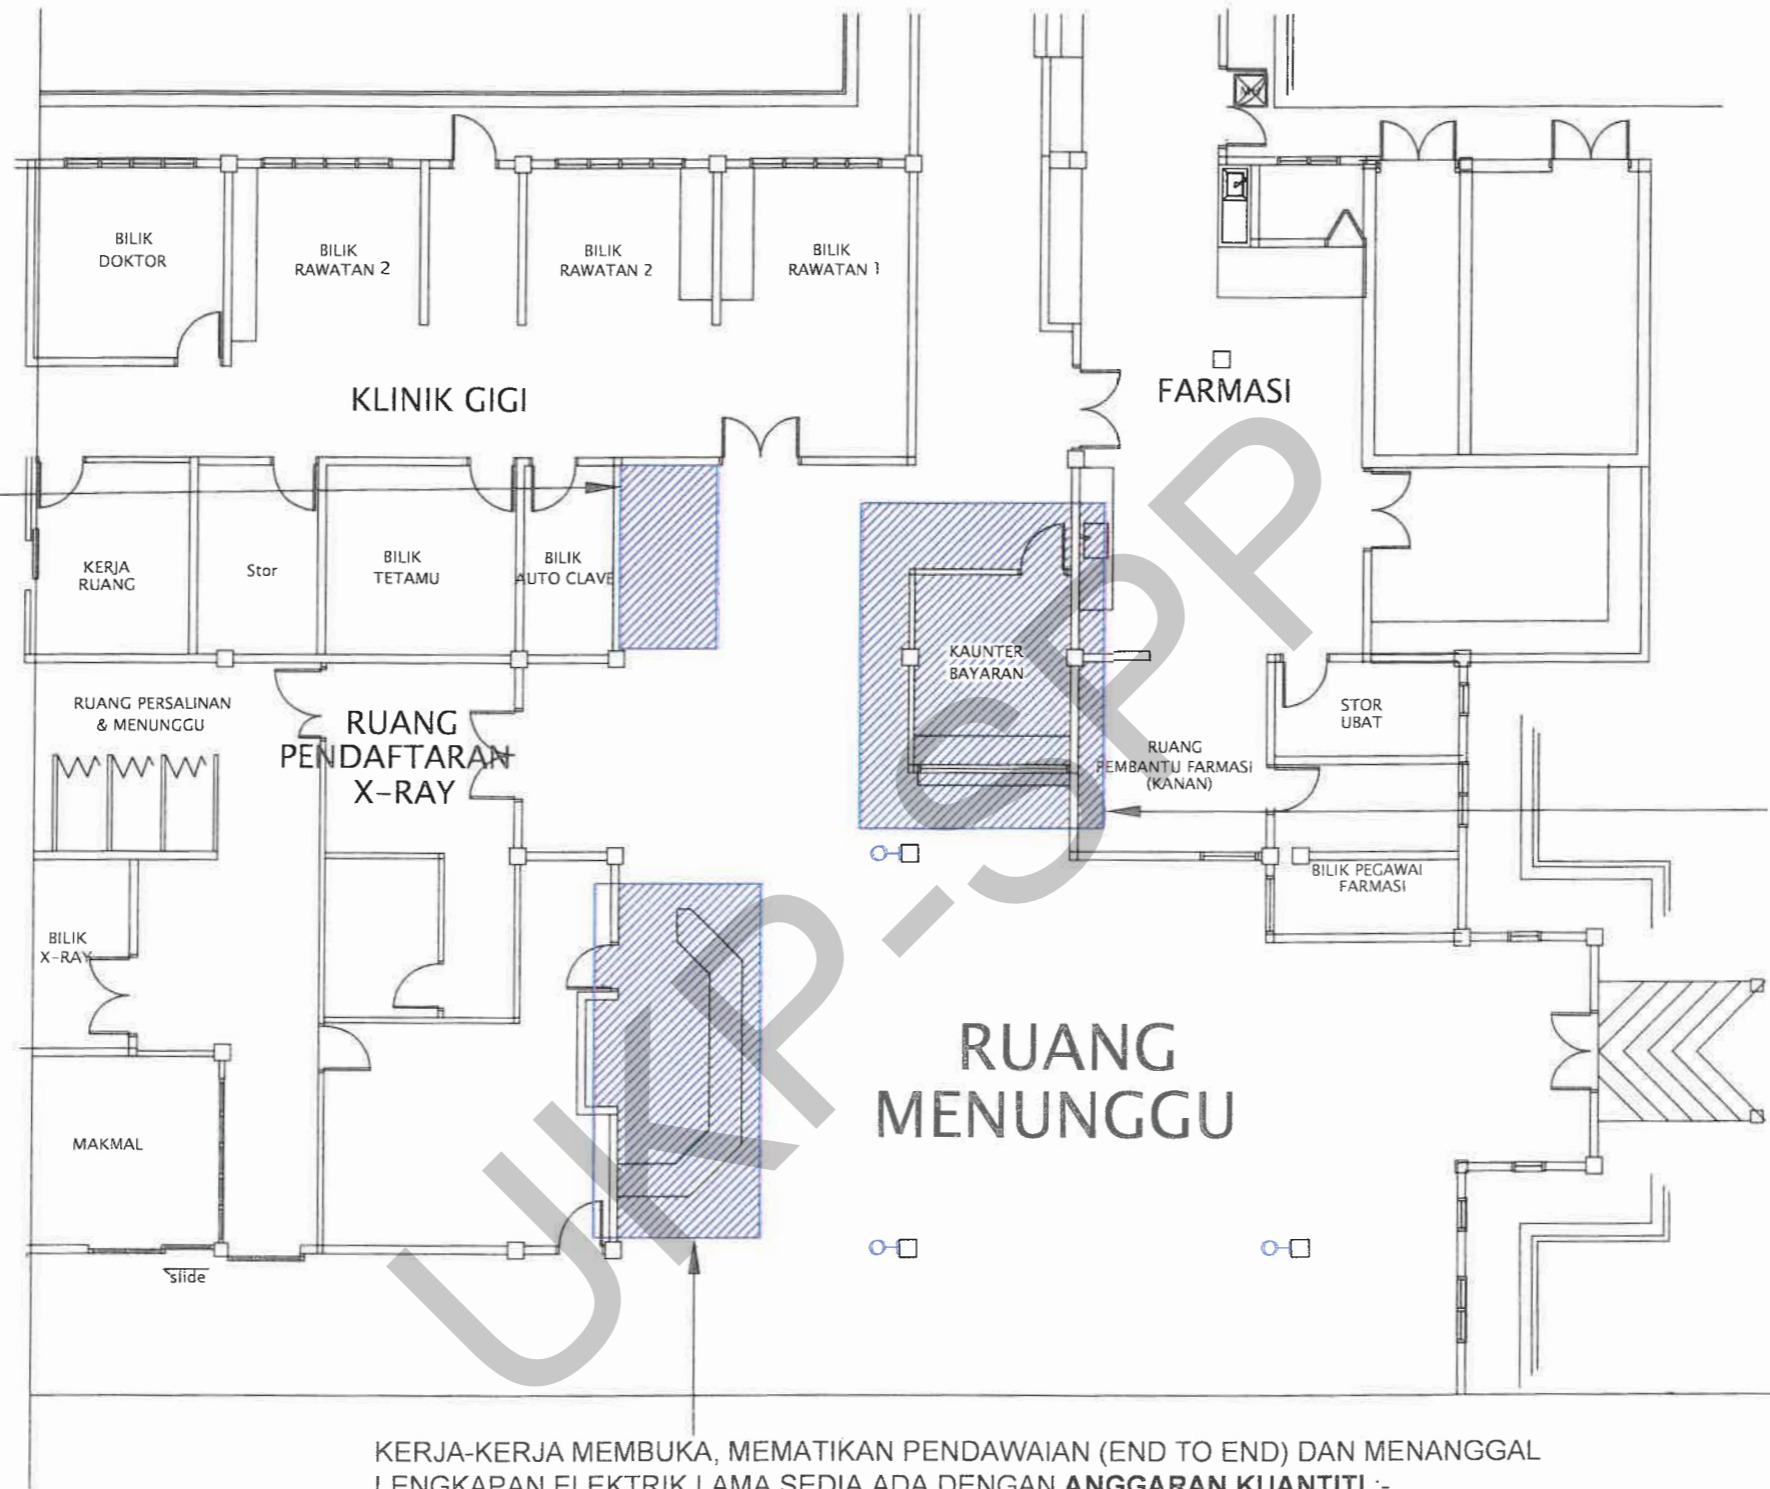 BILIK
DOKTOR
BILIK
RAWATAN 2
BILIK
RAWATAN 2
BILIK
RAWATAN 1
KLINIK GIGI
FARMASI
KERJA
RUANG
Stor
BILIK
TETAMU
BILIK
AUTO CLAVE
KAUNTER
BAYARAN
RUANG PERSALINAN
& MENUNGGU
RUANG
PENDAFTARAN
X-RAY
STOR
UBAT
RUANG
PEMBANTU FARMASI
(KANAN)
BILIK PEGAWAI
FARMASI
BILIK
X-RAY
RUANG
MENUNGGU
MAKMAL
slide
UKP-SPP
KERJA-KERJA MEMBUKA, MEMATIKAN PENDAWAIAN (END TO END) DAN MENANGGAL
LENGKAPAN ELEKTRIK LAMA SEDIA ADA DENGAN ANGGARAN KUANTITI :-